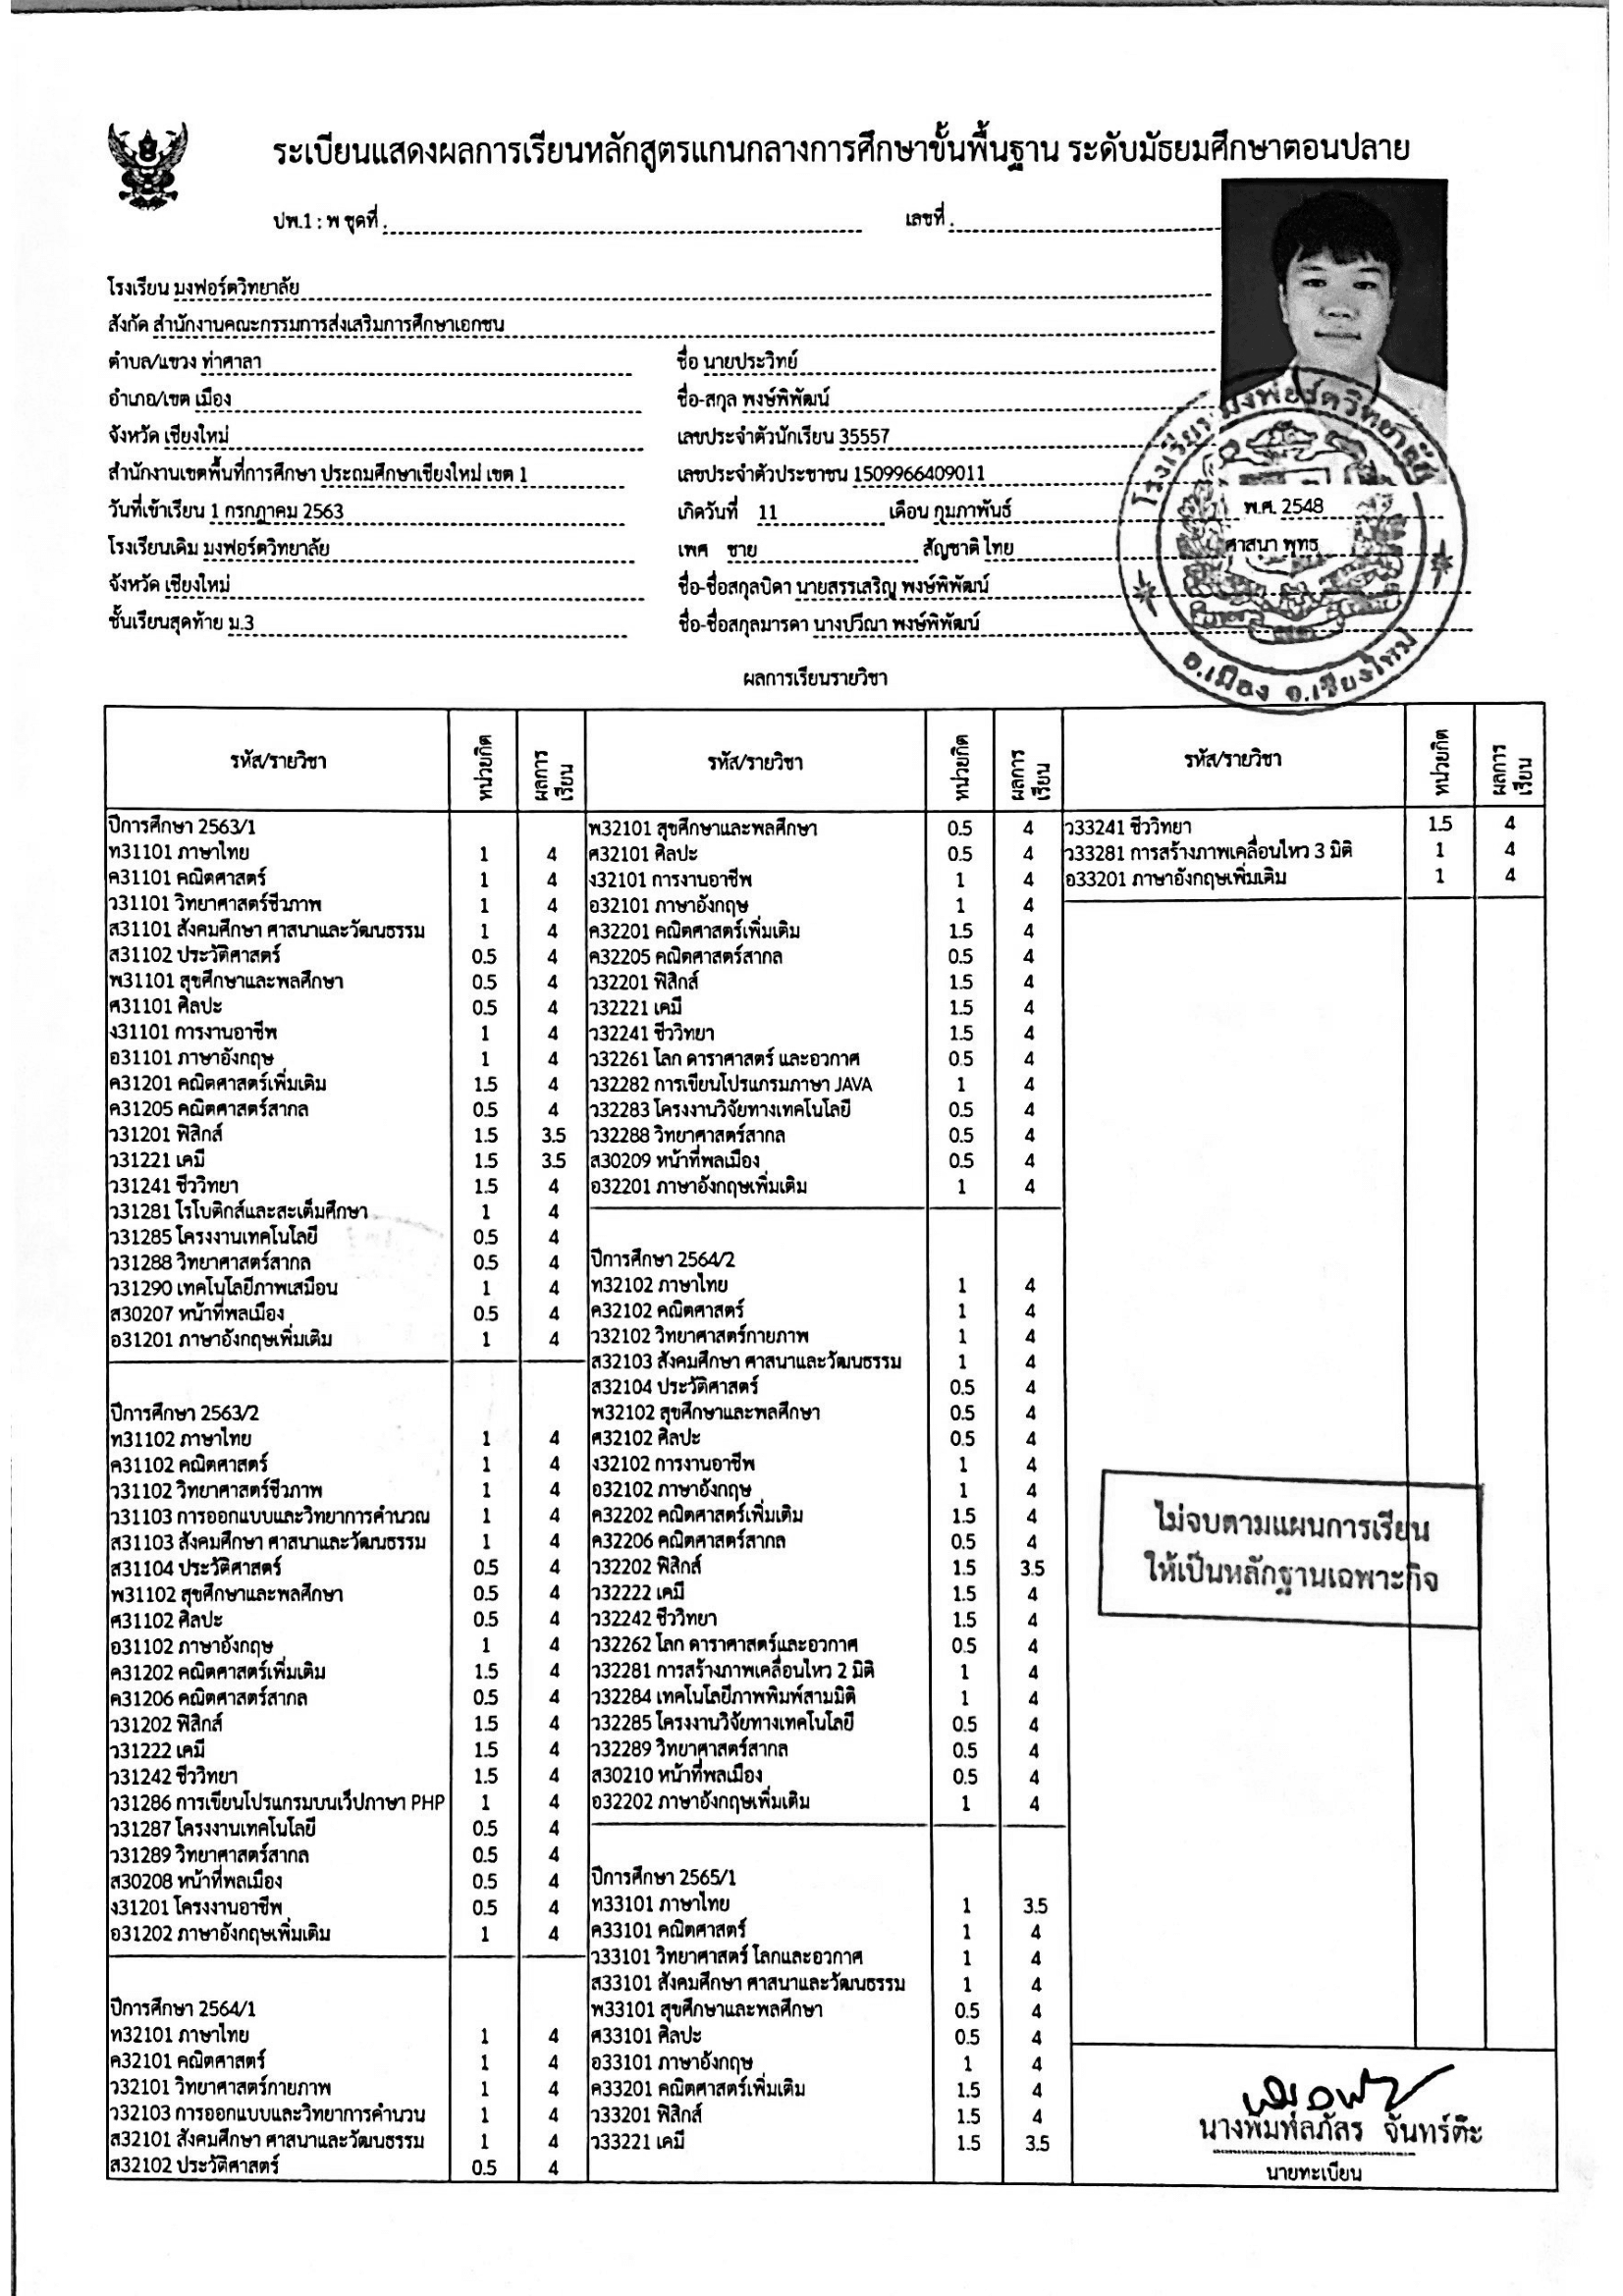 ระเบียนแสดงผลการเรียนหลักสูตรแกนกลางการศึกษาขั้นพื้นฐาน ระดับมัธยมศึกษาตอนปลาย
ปพ.1 : พ ชุดที่ เลขที่
โรงเรียน มงฟอร์ตวิทยาลัย
สังกัด สำนักงานคณะกรรมการส่งเสริมการศึกษาเอกชน
ตำบล/แขวง ท่าศาลา
อำเภอ/เขต เมือง
จังหวัด เชียงใหม่
สำนักงานเขตพื้นที่การศึกษา ประถมศึกษาเชียงใหม่ เขต 1
วันที่เข้าเรียน 1 กรกฎาคม 2563
โรงเรียนเดิม มงฟอร์ตวิทยาลัย
จังหวัด เชียงใหม่
ชั้นเรียนสุดท้าย ม.3
ชื่อ นายประวิทย์
ชื่อ-สกุล พงษ์พิพัฒน์
เลขประจำตัวนักเรียน 35557
เลขประจำตัวประชาชน 1509966409011
เกิดวันที่ 11 เดือน กุมภาพันธ์ พ.ศ. 2548
เพศ ชาย สัญชาติ ไทย ศาสนา พุทธ
ชื่อ-ชื่อสกุลบิดา นายสรรเสริญ พงษ์พิพัฒน์
ชื่อ-ชื่อสกุลมารดา นางปวีณา พงษ์พิพัฒน์
โรงเรียน มงฟอร์ตวิทยาลัย
อ.เมือง จ.เชียงใหม่
ผลการเรียนรายวิชา
รหัส/รายวิชา หน่วยกิต ผลการเรียน
ปีการศึกษา 2563/1
ท31101 ภาษาไทย 1 4
ค31101 คณิตศาสตร์ 1 4
ว31101 วิทยาศาสตร์ชีวภาพ 1 4
ส31101 สังคมศึกษา ศาสนาและวัฒนธรรม 1 4
ส31102 ประวัติศาสตร์ 0.5 4
พ31101 สุขศึกษาและพลศึกษา 0.5 4
ศ31101 ศิลปะ 0.5 4
ง31101 การงานอาชีพ 1 4
อ31101 ภาษาอังกฤษ 1 4
ค31201 คณิตศาสตร์เพิ่มเติม 1.5 4
ค31205 คณิตศาสตร์สากล 0.5 4
ว31201 ฟิสิกส์ 1.5 3.5
ว31221 เคมี 1.5 3.5
ว31241 ชีววิทยา 1.5 4
ว31281 โรโบติกส์และสะเต็มศึกษา 1 4
ว31285 โครงงานเทคโนโลยี 0.5 4
ว31288 วิทยาศาสตร์สากล 0.5 4
ว31290 เทคโนโลยีภาพเสมือน 1 4
ส30207 หน้าที่พลเมือง 0.5 4
อ31201 ภาษาอังกฤษเพิ่มเติม 1 4
ปีการศึกษา 2563/2
ท31102 ภาษาไทย 1 4
ค31102 คณิตศาสตร์ 1 4
ว31102 วิทยาศาสตร์ชีวภาพ 1 4
ว31103 การออกแบบและวิทยาการคำนวณ 1 4
ส31103 สังคมศึกษา ศาสนาและวัฒนธรรม 1 4
ส31104 ประวัติศาสตร์ 0.5 4
พ31102 สุขศึกษาและพลศึกษา 0.5 4
ศ31102 ศิลปะ 0.5 4
อ31102 ภาษาอังกฤษ 1 4
ค31202 คณิตศาสตร์เพิ่มเติม 1.5 4
ค31206 คณิตศาสตร์สากล 0.5 4
ว31202 ฟิสิกส์ 1.5 4
ว31222 เคมี 1.5 4
ว31242 ชีววิทยา 1.5 4
ว31286 การเขียนโปรแกรมบนเว็ปภาษา PHP 1 4
ว31287 โครงงานเทคโนโลยี 0.5 4
ว31289 วิทยาศาสตร์สากล 0.5 4
ส30208 หน้าที่พลเมือง 0.5 4
ง31201 โครงงานอาชีพ 0.5 4
อ31202 ภาษาอังกฤษเพิ่มเติม 1 4
ปีการศึกษา 2564/1
ท32101 ภาษาไทย 1 4
ค32101 คณิตศาสตร์ 1 4
ว32101 วิทยาศาสตร์กายภาพ 1 4
ว32103 การออกแบบและวิทยาการคำนวน 1 4
ส32101 สังคมศึกษา ศาสนาและวัฒนธรรม 1 4
ส32102 ประวัติศาสตร์ 0.5 4
รหัส/รายวิชา หน่วยกิต ผลการเรียน
พ32101 สุขศึกษาและพลศึกษา 0.5 4
ศ32101 ศิลปะ 0.5 4
ง32101 การงานอาชีพ 1 4
อ32101 ภาษาอังกฤษ 1 4
ค32201 คณิตศาสตร์เพิ่มเติม 1.5 4
ค32205 คณิตศาสตร์สากล 0.5 4
ว32201 ฟิสิกส์ 1.5 4
ว32221 เคมี 1.5 4
ว32241 ชีววิทยา 1.5 4
ว32261 โลก ดาราศาสตร์ และอวกาศ 0.5 4
ว32282 การเขียนโปรแกรมภาษา JAVA 1 4
ว32283 โครงงานวิจัยทางเทคโนโลยี 0.5 4
ว32288 วิทยาศาสตร์สากล 0.5 4
ส30209 หน้าที่พลเมือง 0.5 4
อ32201 ภาษาอังกฤษเพิ่มเติม 1 4
ปีการศึกษา 2564/2
ท32102 ภาษาไทย 1 4
ค32102 คณิตศาสตร์ 1 4
ว32102 วิทยาศาสตร์กายภาพ 1 4
ส32103 สังคมศึกษา ศาสนาและวัฒนธรรม 1 4
ส32104 ประวัติศาสตร์ 0.5 4
พ32102 สุขศึกษาและพลศึกษา 0.5 4
ศ32102 ศิลปะ 0.5 4
ง32102 การงานอาชีพ 1 4
อ32102 ภาษาอังกฤษ 1 4
ค32202 คณิตศาสตร์เพิ่มเติม 1.5 4
ค32206 คณิตศาสตร์สากล 0.5 4
ว32202 ฟิสิกส์ 1.5 3.5
ว32222 เคมี 1.5 4
ว32242 ชีววิทยา 1.5 4
ว32262 โลก ดาราศาสตร์และอวกาศ 0.5 4
ว32281 การสร้างภาพเคลื่อนไหว 2 มิติ 1 4
ว32284 เทคโนโลยีภาพพิมพ์สามมิติ 1 4
ว32285 โครงงานวิจัยทางเทคโนโลยี 0.5 4
ว32289 วิทยาศาสตร์สากล 0.5 4
ส30210 หน้าที่พลเมือง 0.5 4
อ32202 ภาษาอังกฤษเพิ่มเติม 1 4
ปีการศึกษา 2565/1
ท33101 ภาษาไทย 1 3.5
ค33101 คณิตศาสตร์ 1 4
ว33101 วิทยาศาสตร์ โลกและอวกาศ 1 4
ส33101 สังคมศึกษา ศาสนาและวัฒนธรรม 1 4
พ33101 สุขศึกษาและพลศึกษา 0.5 4
ศ33101 ศิลปะ 0.5 4
อ33101 ภาษาอังกฤษ 1 4
ค33201 คณิตศาสตร์เพิ่มเติม 1.5 4
ว33201 ฟิสิกส์ 1.5 4
ว33221 เคมี 1.5 3.5
รหัส/รายวิชา หน่วยกิต ผลการเรียน
ว33241 ชีววิทยา 1.5 4
ว33281 การสร้างภาพเคลื่อนไหว 3 มิติ 1 4
อ33201 ภาษาอังกฤษเพิ่มเติม 1 4
ไม่จบตามแผนการเรียน
ให้เป็นหลักฐานเฉพาะกิจ
นางพิมพ์ลภัสร จันทร์ต๊ะ
นายทะเบียน